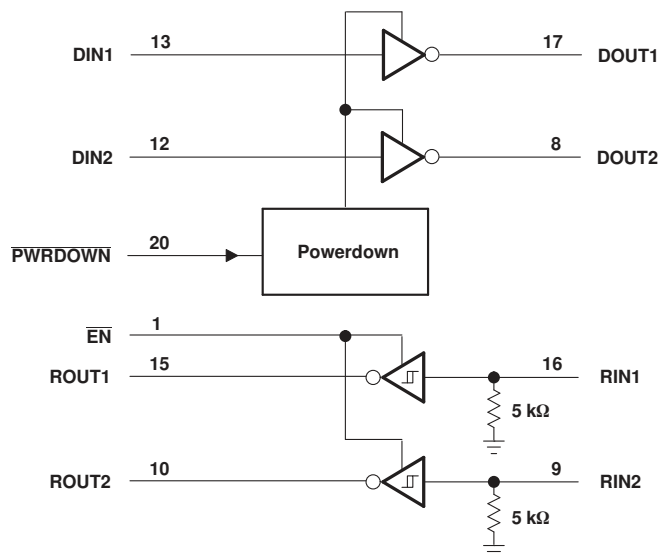 DIN1 13 17 DOUT1
DIN2 12 8 DOUT2
PWRDOWN 20 Powerdown
EN 1
ROUT1 15 16 RIN1
5 kΩ
ROUT2 10 9 RIN2
5 kΩ